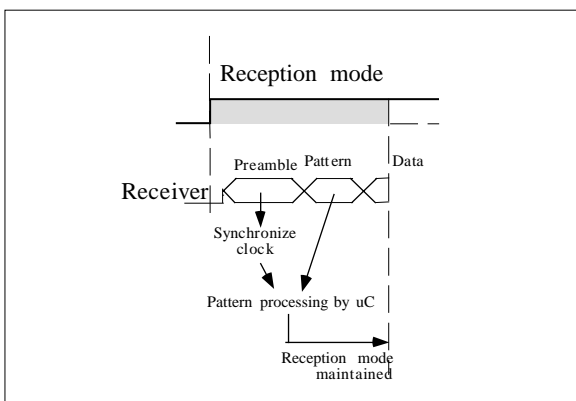 Reception mode
Preamble Pattern Data
Receiver
Synchronize
clock
Pattern processing by uC
Reception mode
maintained